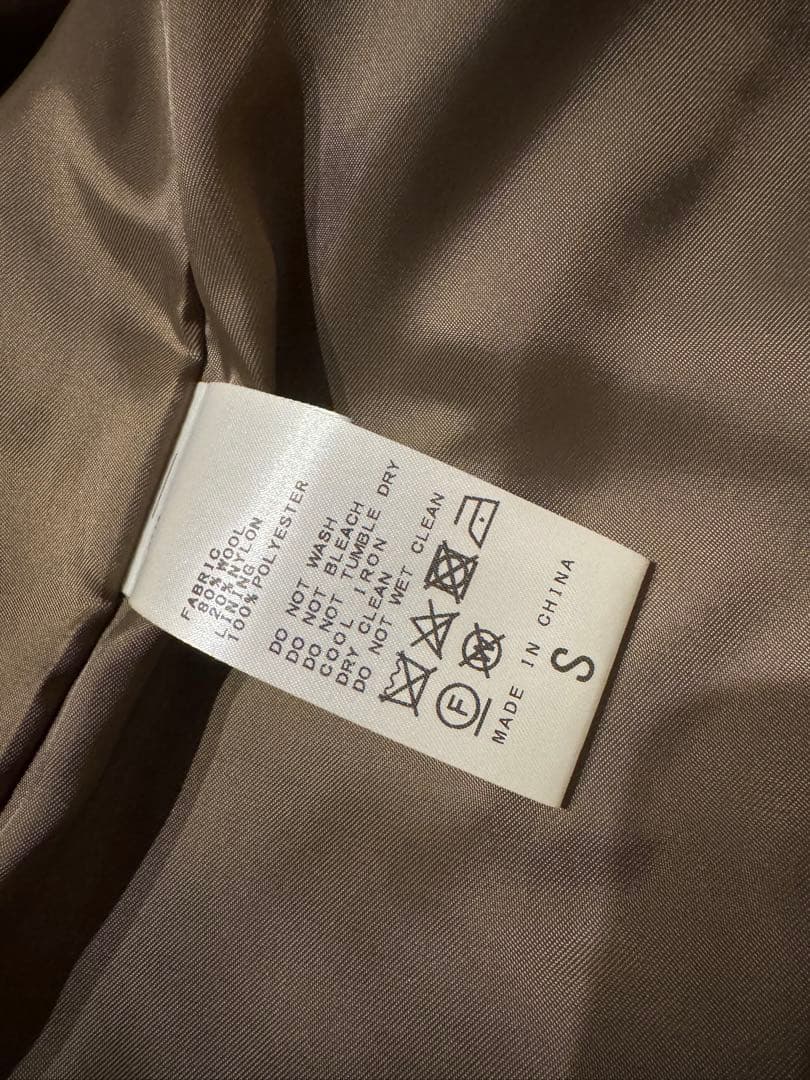 FABRIC
80% WOOL
20% NYLON
LINING
100% POLYESTER
DO NOT WASH
DO NOT BLEACH
DO NOT TUMBLE DRY
COOL IRON
DRY CLEAN
DO NOT WET CLEAN
F
W
MADE IN CHINA
S